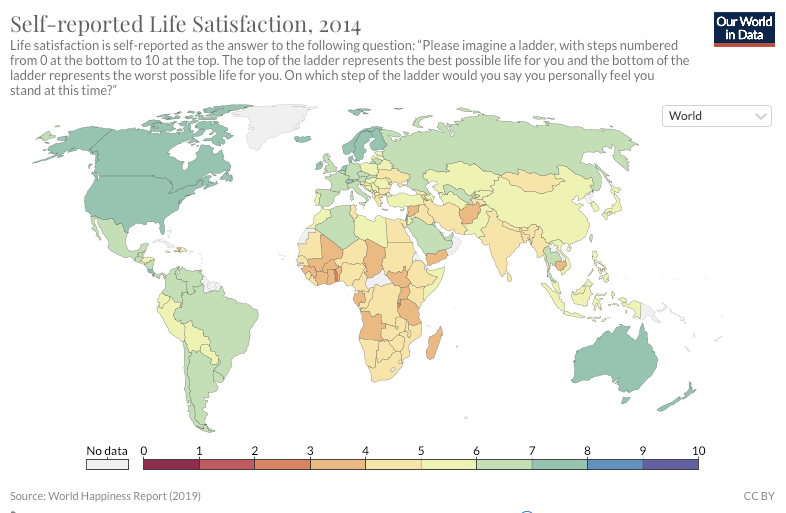 Self-reported Life Satisfaction, 2014
Our World
in Data
Life satisfaction is self-reported as the answer to the following question: “Please imagine a ladder, with steps numbered
from 0 at the bottom to 10 at the top. The top of the ladder represents the best possible life for you and the bottom of the
ladder represents the worst possible life for you. On which step of the ladder would you say you personally feel you
stand at this time?”
World
No data 0 1 2 3 4 5 6 7 8 9 10
Source: World Happiness Report (2019) CC BY